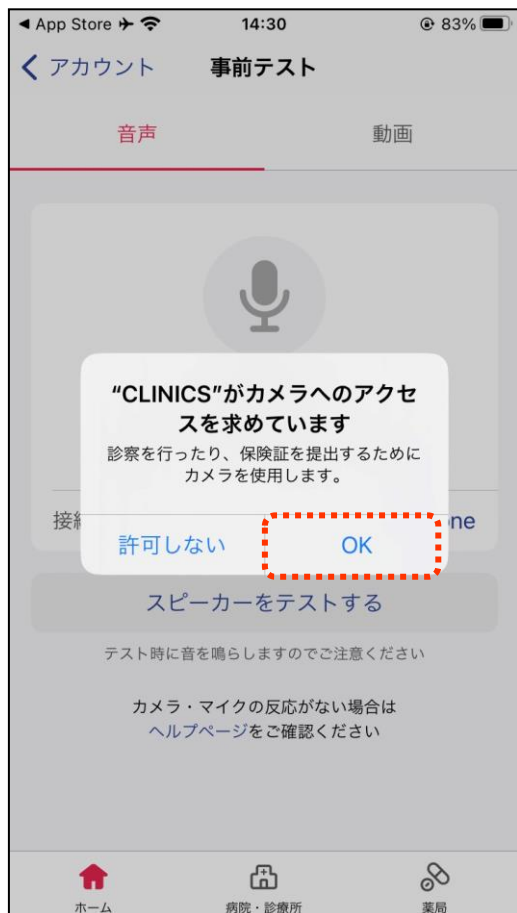 ◀ App Store 14:30 83%
アカウント 事前テスト
音声 動画
“CLINICS”がカメラへのアクセ
スを求めています
診察を行ったり、保険証を提出するために
カメラを使用します。
接続 ne
許可しない OK
スピーカーをテストする
テスト時に音を鳴らしますのでご注意ください
カメラ・マイクの反応がない場合は
ヘルプページをご確認ください
ホーム 病院・診療所 薬局